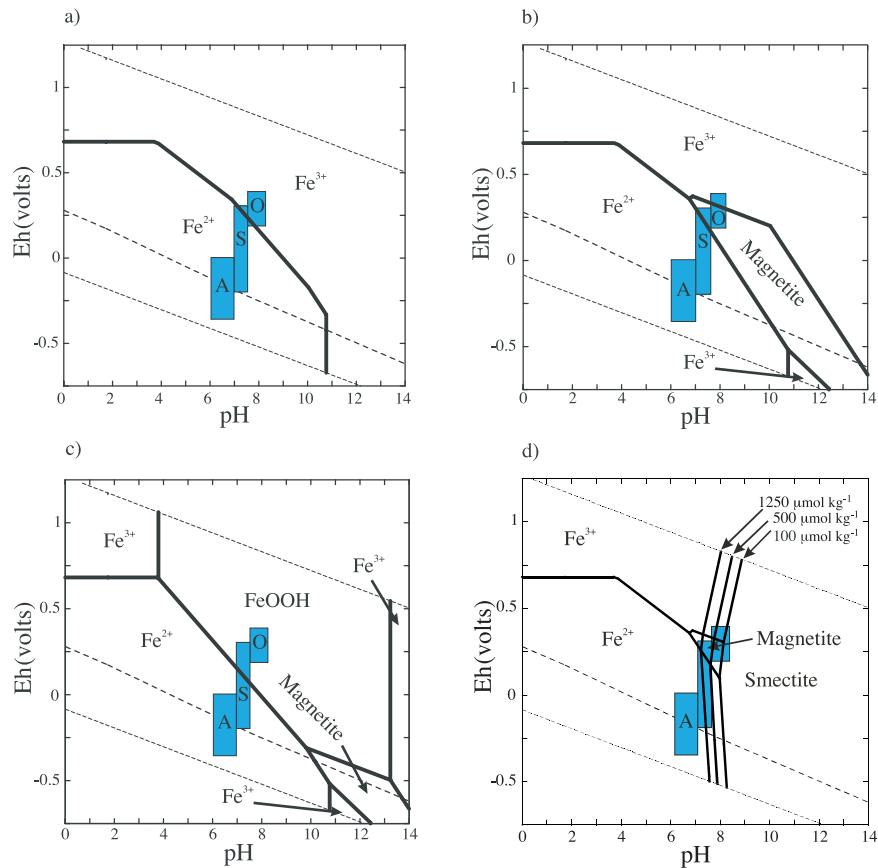 a)
1
0.5
0
-0.5
Eh(volts)
Fe³⁺
Fe²⁺
O
S
A
0 2 4 6 8 10 12 14
pH
b)
1
0.5
0
-0.5
Eh(volts)
Fe³⁺
Fe²⁺
O
S
A
Magnetite
Fe³⁺
0 2 4 6 8 10 12 14
pH
c)
1
0.5
0
-0.5
Eh(volts)
Fe³⁺
Fe³⁺
FeOOH
Fe²⁺
O
S
A
Magnetite
Fe³⁺
0 2 4 6 8 10 12 14
pH
d)
1
0.5
0
-0.5
Eh(volts)
1250 µmol kg⁻¹
500 µmol kg⁻¹
100 µmol kg⁻¹
Fe³⁺
Fe²⁺
Magnetite
Smectite
A
0 2 4 6 8 10 12 14
pH